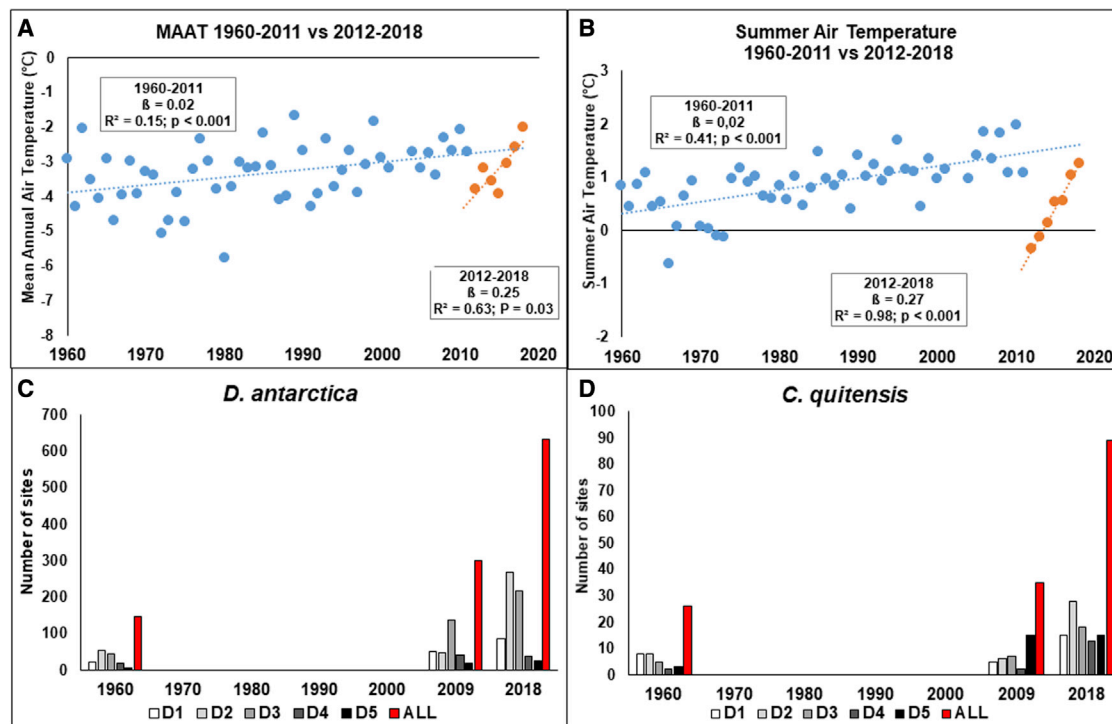 A
MAAT 1960-2011 vs 2012-2018
Mean Annual Air Temperature (°C)
0
-1
-2
-3
-4
-5
-6
-7
-8
1960-2011
ß = 0.02
R² = 0.15; p < 0.001
2012-2018
ß = 0.25
R² = 0.63; P = 0.03
1960 1970 1980 1990 2000 2010 2020
B
Summer Air Temperature
1960-2011 vs 2012-2018
Summer Air Temperature (°C)
3
2
1
0
-1
-2
1960-2011
ß = 0,02
R² = 0.41; p < 0.001
2012-2018
ß = 0.27
R² = 0.98; p < 0.001
1960 1970 1980 1990 2000 2010 2020
C
D. antarctica
Number of sites
700
600
500
400
300
200
100
0
1960 1970 1980 1990 2000 2009 2018
D1 D2 D3 D4 D5 ALL
D
C. quitensis
Number of sites
100
90
80
70
60
50
40
30
20
10
0
1960 1970 1980 1990 2000 2009 2018
D1 D2 D3 D4 D5 ALL